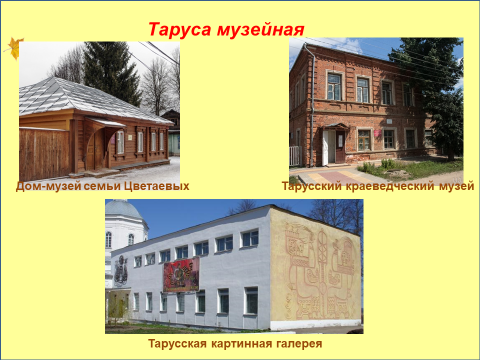 Таруса музейная
Дом-музей семьи Цветаевых
Тарусский краеведческий музей
Тарусская картинная галерея